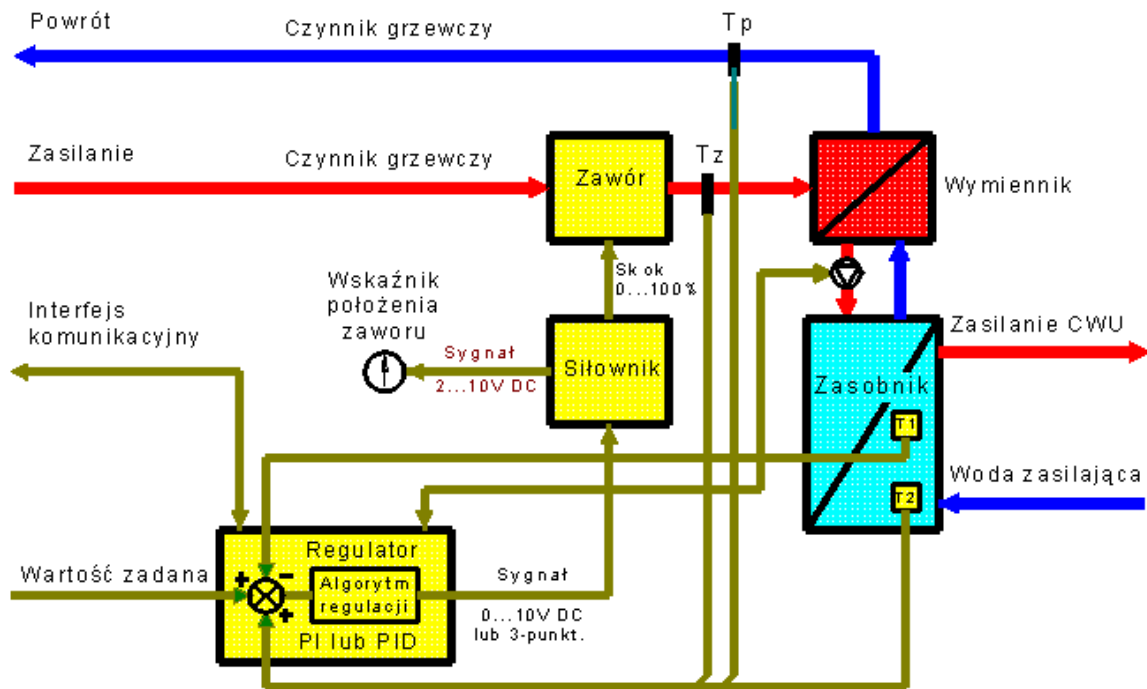 Powrót
Czynnik grzewczy
Tp
Zasilanie
Czynnik grzewczy
Zawór
Tz
Wymiennik
Skok
0...100%
Wskaźnik
położenia
zaworu
Interfejs
komunikacyjny
Sygnał
2...10V DC
Siłownik
Zasilanie CWU
Zasobnik
T1
T2
Woda zasilająca
Regulator
Wartość zadana
+
−
+
Algorytm
regulacji
PI lub PID
Sygnał
0...10V DC
lub 3-punkt.